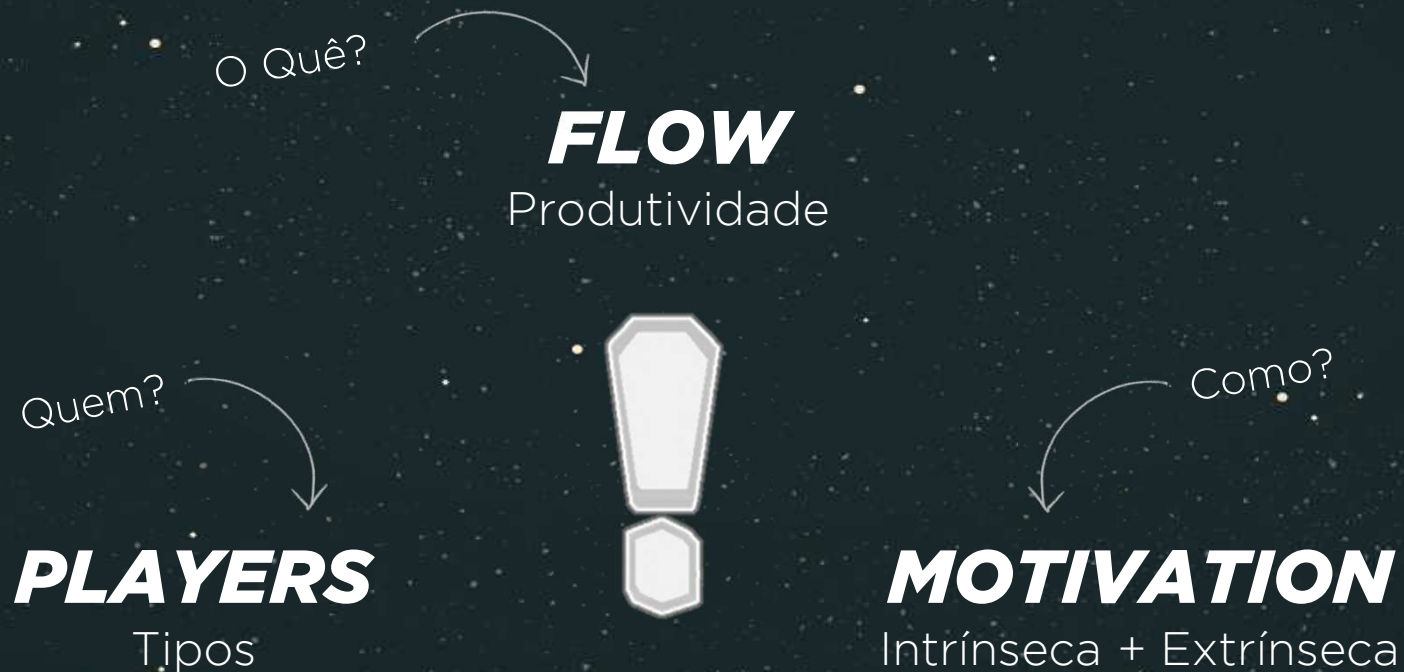 O Quê?
FLOW
Produtividade
Quem?
Como?
PLAYERS
Tipos
MOTIVATION
Intrínseca + Extrínseca